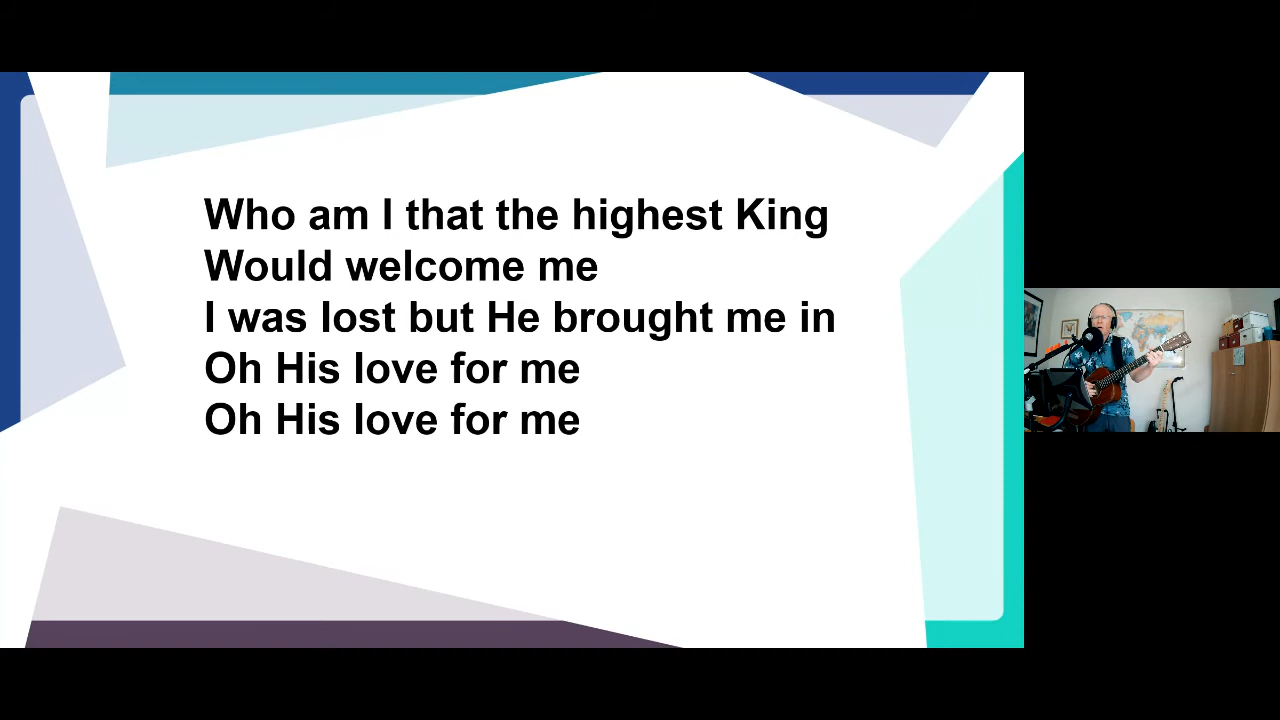 Who am I that the highest King
Would welcome me
I was lost but He brought me in
Oh His love for me
Oh His love for me